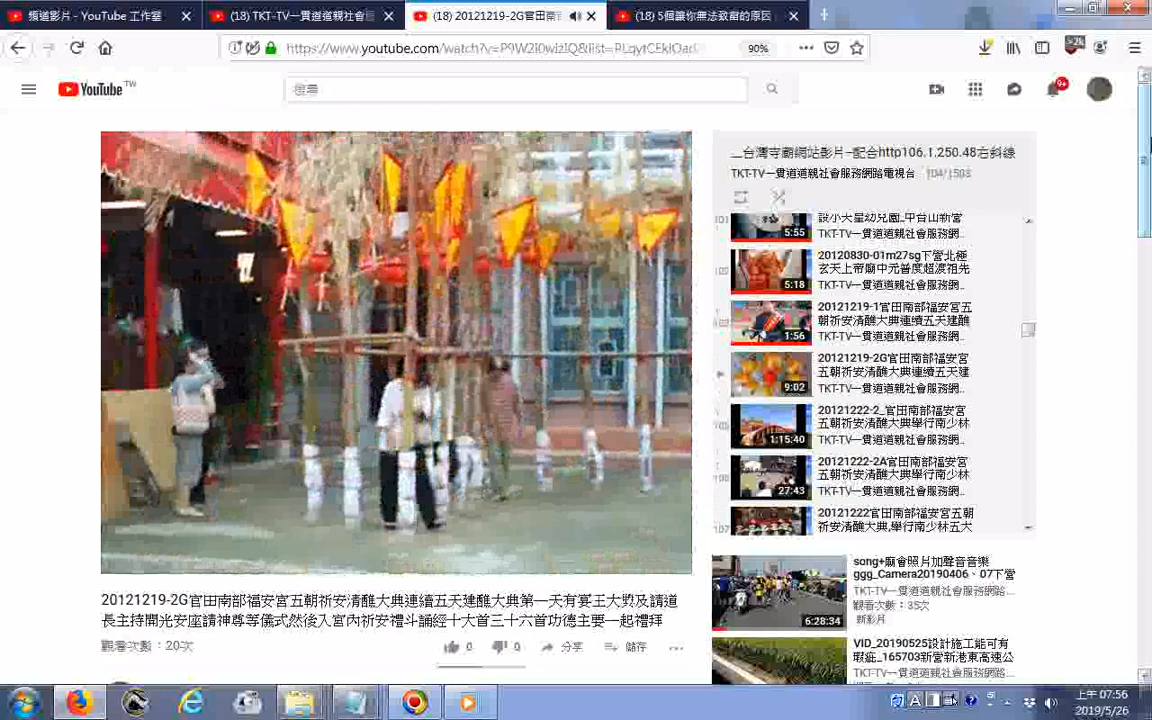 頻道影片 - YouTube 工作室
(18) TKT-TV一貫道道親社會
(18) 20121219-2G官田南
(18) 5個讓你無法致富的原因
https://www.youtube.com/watch?v=P9W2i0wizIQ&list=PLqytCEkIOad
90%
YouTube TW
搜尋
9+
台灣寺廟網站影片-配合http106.1.250.48右斜線
TKT-TV一貫道道親社會服務網路電視台 104/1503
5:55
設小天星幼兒園_中台山新營
TKT-TV一貫道道親社會服務網..
5:18
20120830-01m27sg下營北極
玄天上帝廟中元普度超渡祖先
TKT-TV一貫道道親社會服務網..
1:56
20121219-1官田南部福安宮五
朝祈安清醮大典連續五天建醮
TKT-TV一貫道道親社會服務網..
9:02
20121219-2G官田南部福安宮
五朝祈安清醮大典連續五天建
TKT-TV一貫道道親社會服務網..
1:15:40
20121222-2_官田南部福安宮
五朝祈安清醮大典舉行南少林
TKT-TV一貫道道親社會服務網..
27:43
20121222-2A官田南部福安宮
五朝祈安清醮大典舉行南少林
TKT-TV一貫道道親社會服務網..
20121222官田南部福安宮五朝
祈安清醮大典,舉行南少林五大
20121219-2G官田南部福安宮五朝祈安清醮大典連續五天建醮大典第一天有宴王大典及請道
長主持開光安座請神尊等儀式然後入宮內祈安禮斗誦經十大首三十六首功德主要一起禮拜
觀看次數：20次
0
0
分享
儲存
6:28:34
song+廟會照片加聲音音樂
ggg_Camera20190406、07下營
TKT-TV一貫道道親社會服務網路...
觀看次數：35次
新影片
VID_20190525設計施工能可有
瑕疵_165703新營新港東高速公
TKT-TV一貫道道親社會服務網路...
上午 07:56
2019/5/26